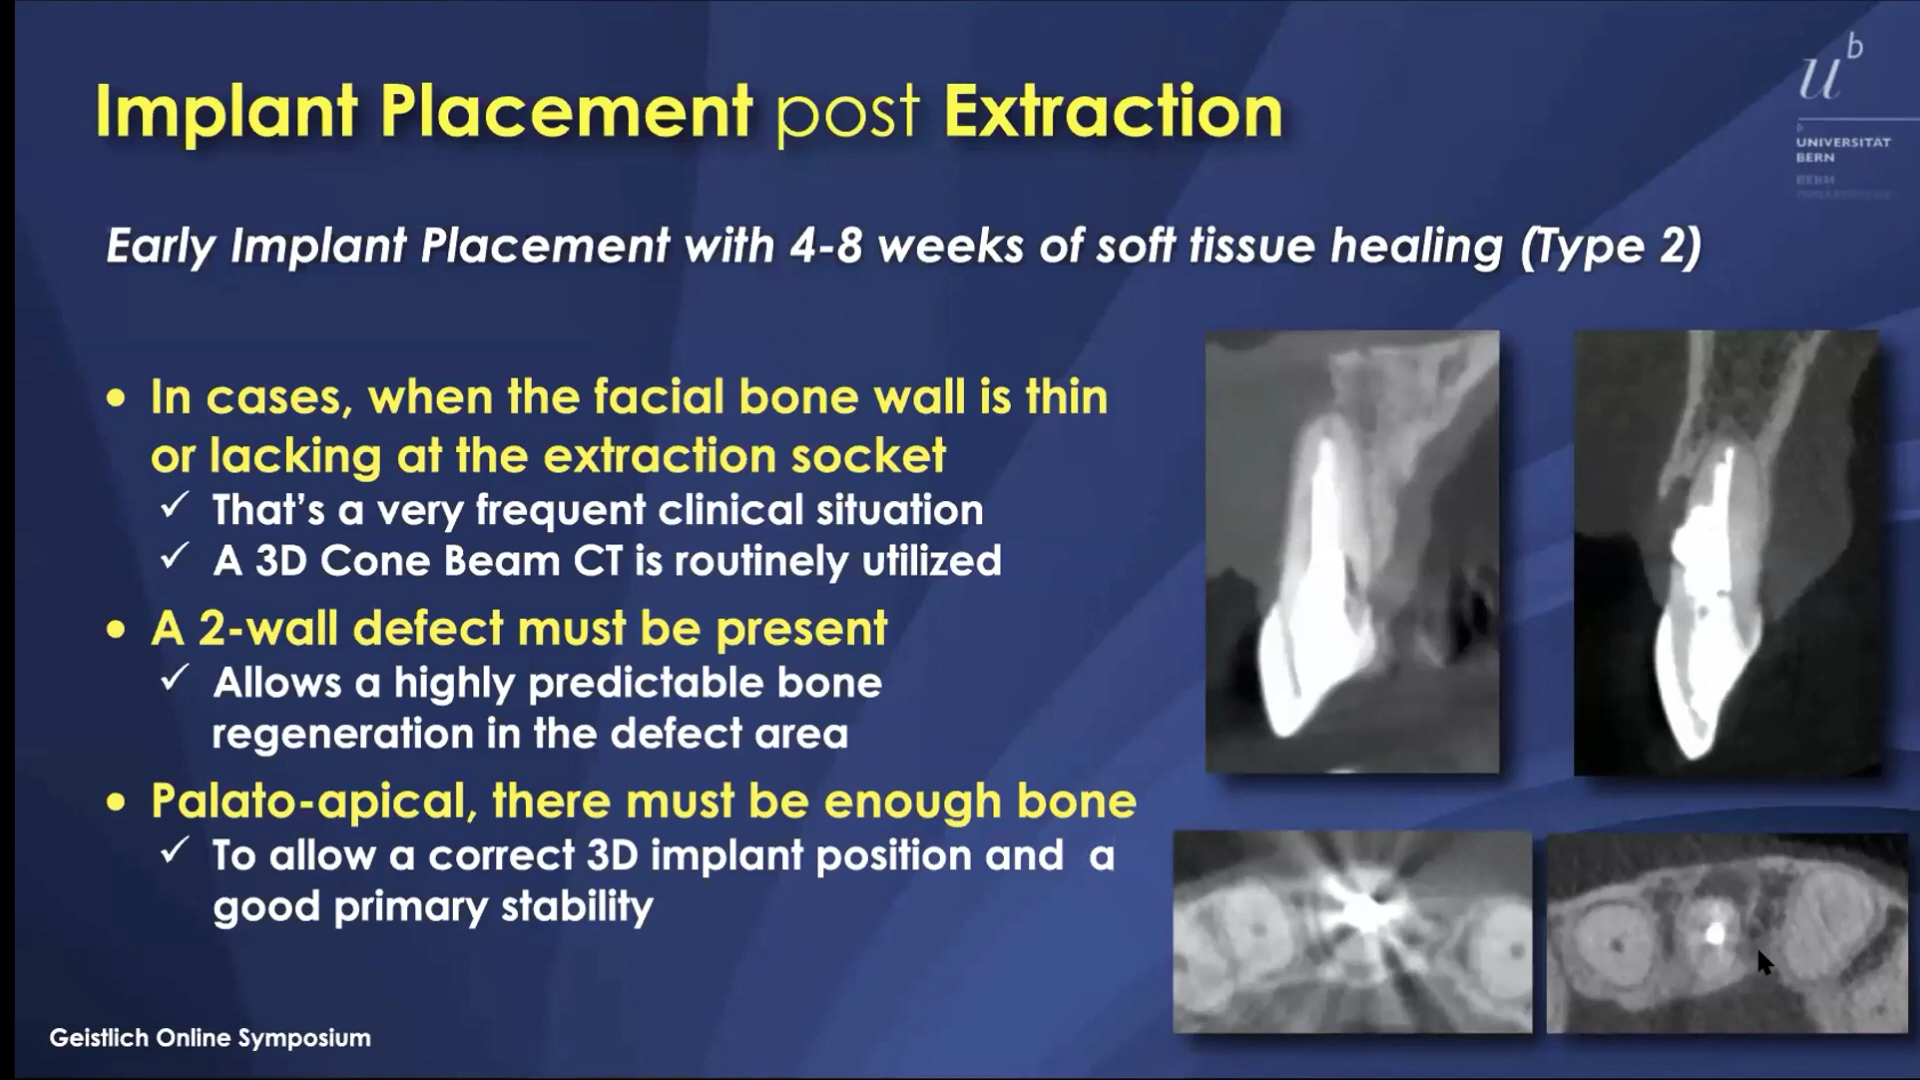 Implant Placement post Extraction
u b
b
UNIVERSITÄT
BERN
Early Implant Placement with 4-8 weeks of soft tissue healing (Type 2)
• In cases, when the facial bone wall is thin
or lacking at the extraction socket
✓ That's a very frequent clinical situation
✓ A 3D Cone Beam CT is routinely utilized
• A 2-wall defect must be present
✓ Allows a highly predictable bone
regeneration in the defect area
• Palato-apical, there must be enough bone
✓ To allow a correct 3D implant position and a
good primary stability
Geistlich Online Symposium